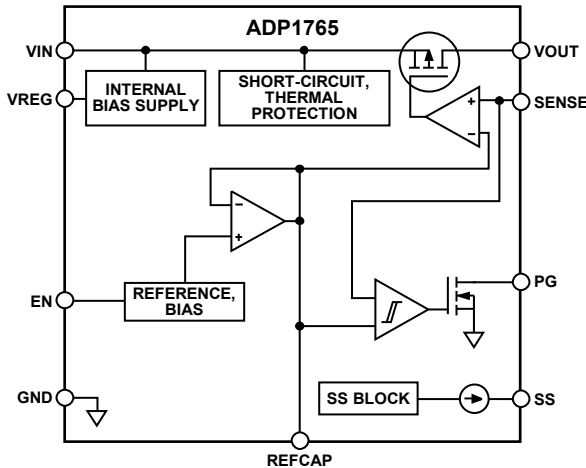 ADP1765
VIN
VOUT
INTERNAL
BIAS SUPPLY
SHORT-CIRCUIT,
THERMAL
PROTECTION
VREG
SENSE
+
−
−
+
EN
REFERENCE,
BIAS
PG
GND
SS BLOCK
SS
REFCAP